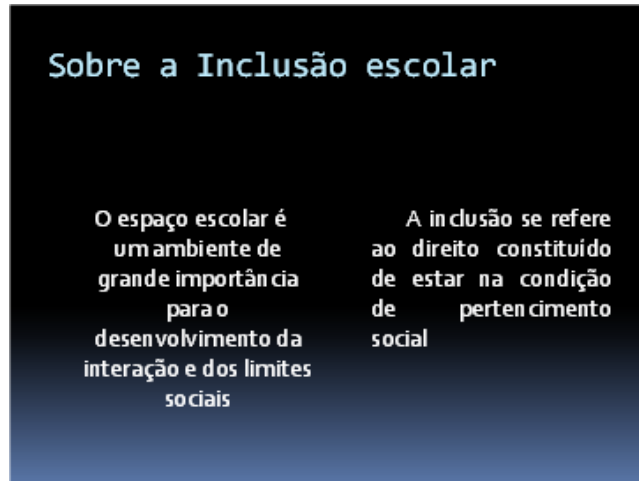 Sobre a Inclusão escolar
O espaço escolar é
um ambiente de
grande importância
para o
desenvolvimento da
interação e dos limites
sociais
A inclusão se refere
ao direito constituído
de estar na condição
de pertencimento
social